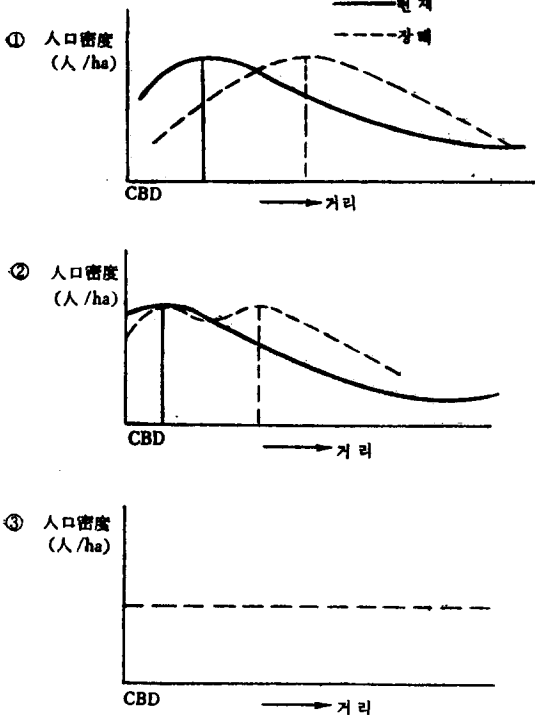 현재
장래
① 人口密度
(人/ha)
CBD
거리
② 人口密度
(人/ha)
CBD
거리
③ 人口密度
(人/ha)
CBD
거리